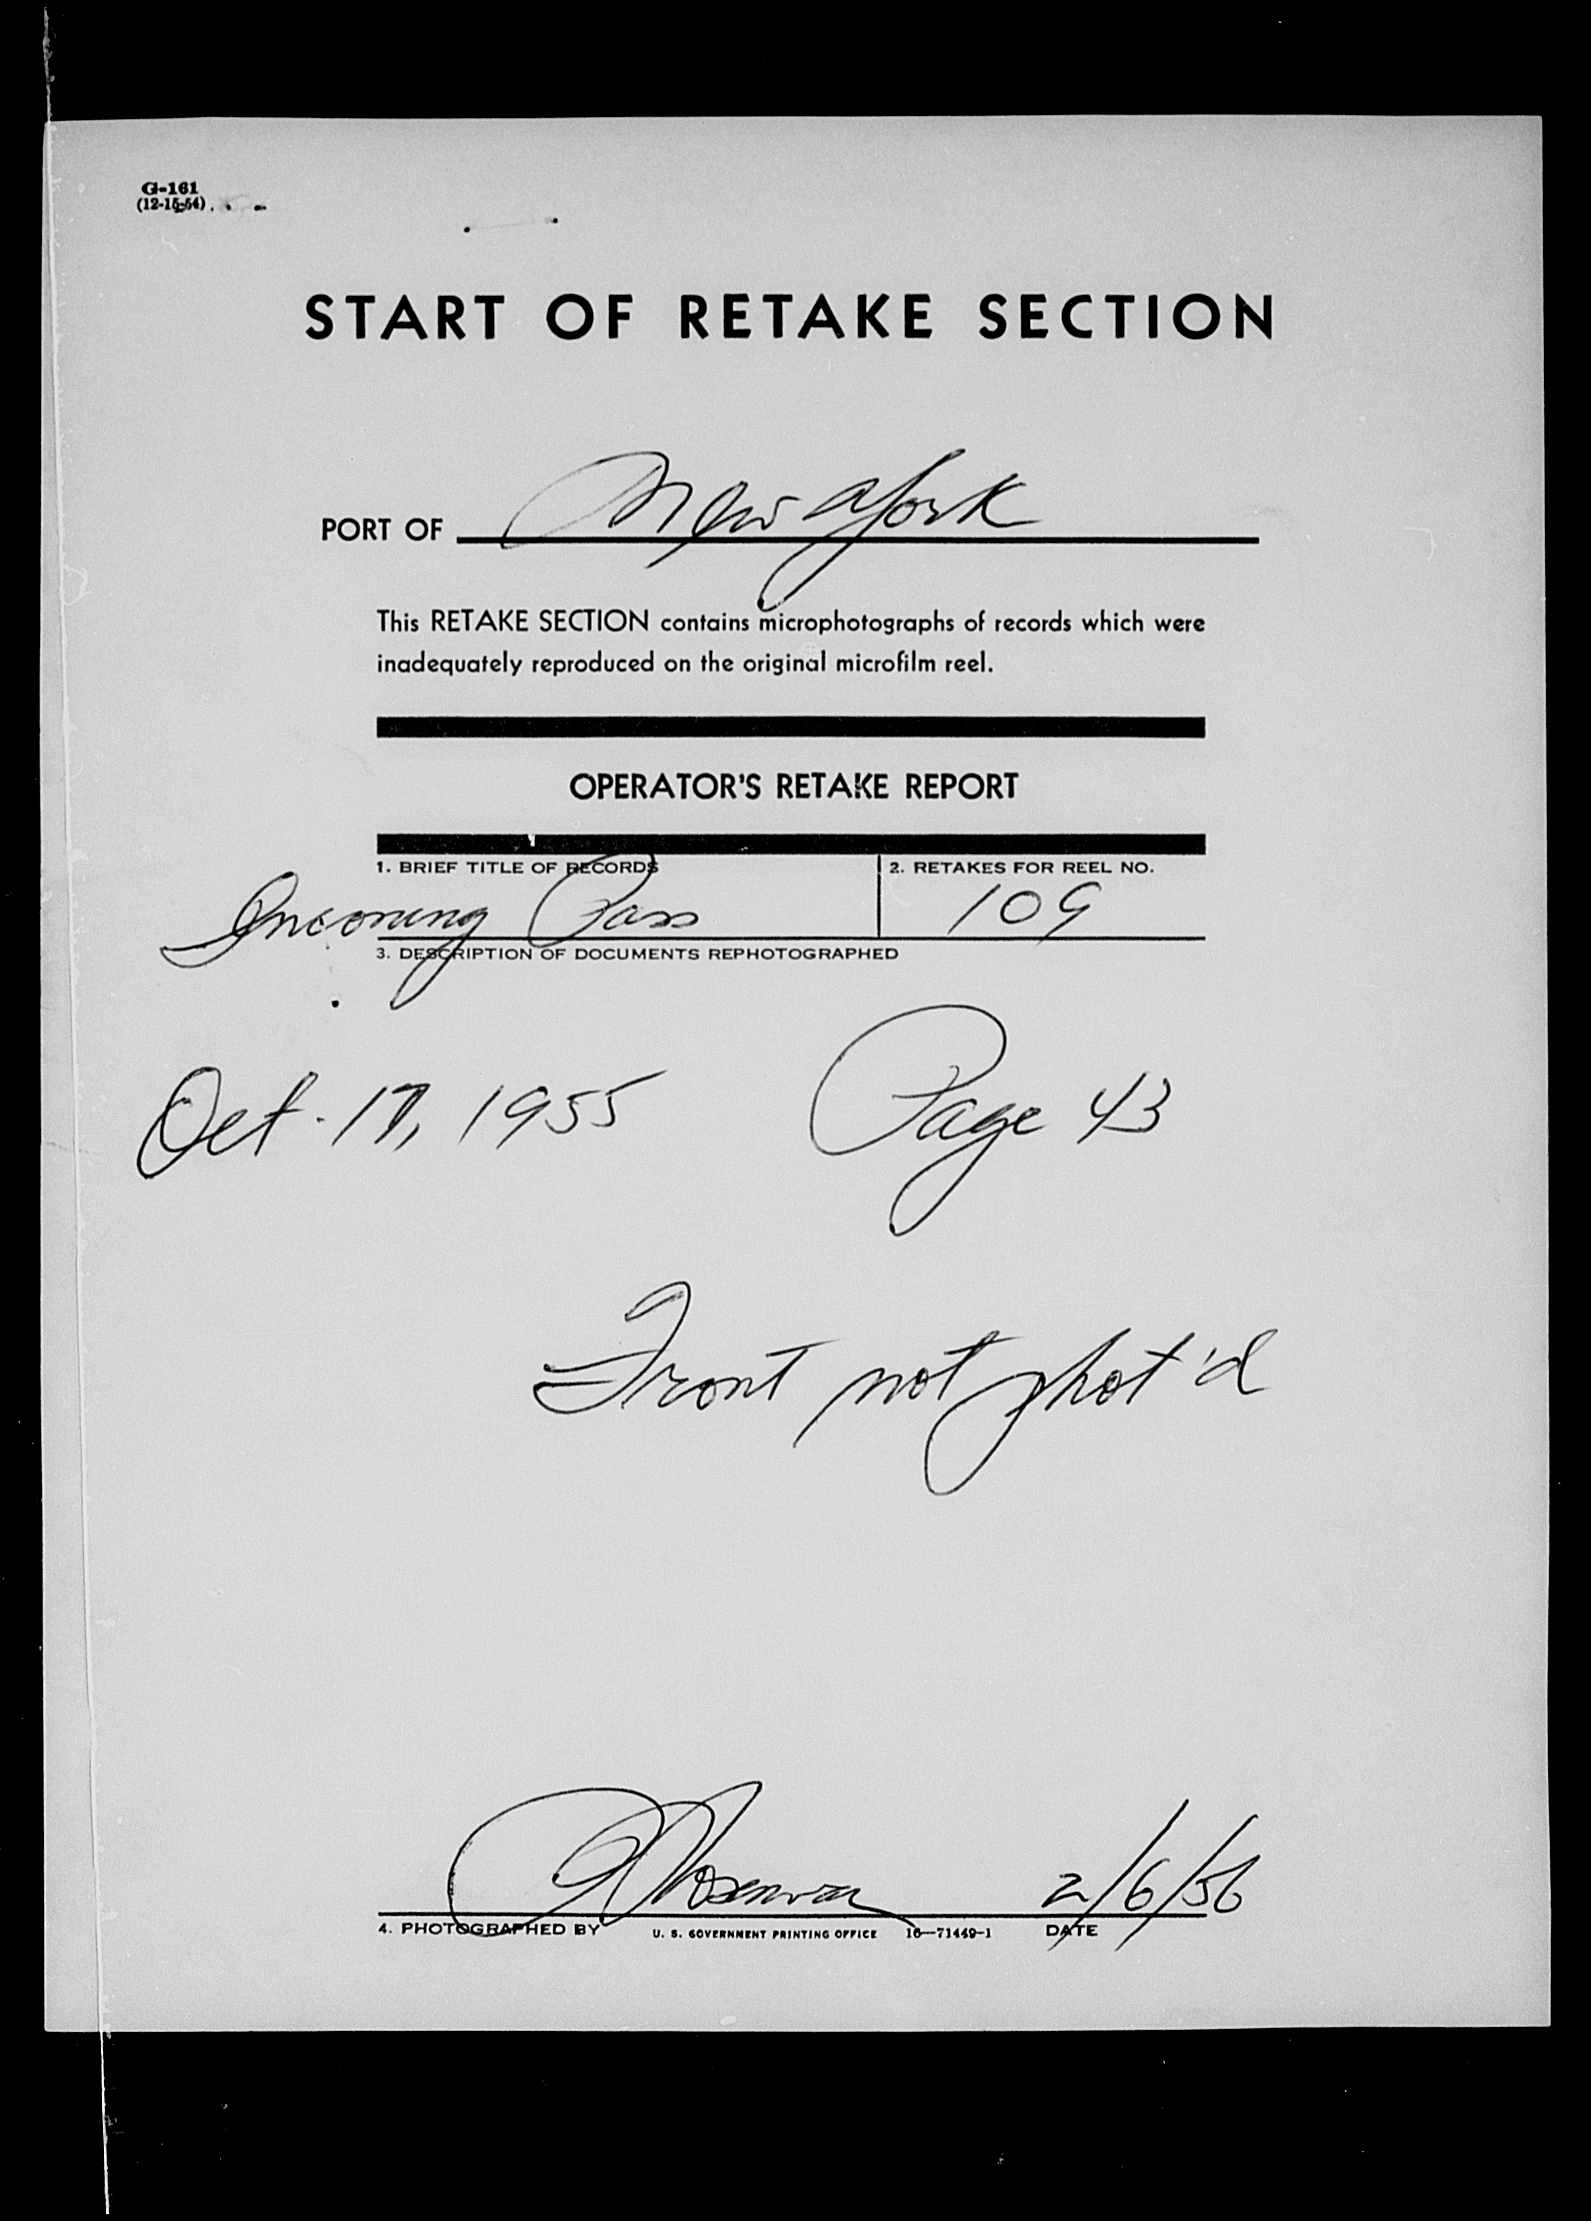 G-161
(12-15-54)
START OF RETAKE SECTION
PORT OF New York
This RETAKE SECTION contains microphotographs of records which were
inadequately reproduced on the original microfilm reel.
OPERATOR'S RETAKE REPORT
1. BRIEF TITLE OF RECORDS
Incoming Pass
2. RETAKES FOR REEL NO.
109
3. DESCRIPTION OF DOCUMENTS REPHOTOGRAPHED
Oct. 17, 1955 Page 43
Front not phot'd
2/6/56
4. PHOTOGRAPHED BY U. S. GOVERNMENT PRINTING OFFICE 16—71449-1 DATE